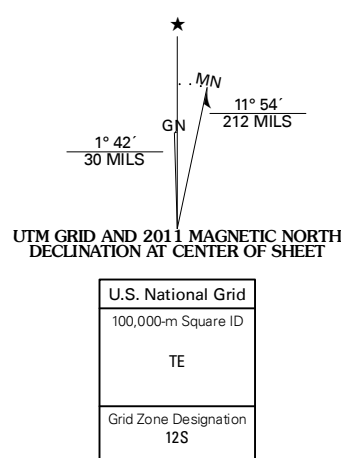 ★
MN
GN
11° 54´
212 MILS
1° 42´
30 MILS
UTM GRID AND 2011 MAGNETIC NORTH
DECLINATION AT CENTER OF SHEET
U.S. National Grid
100,000-m Square ID
TE
Grid Zone Designation
12S